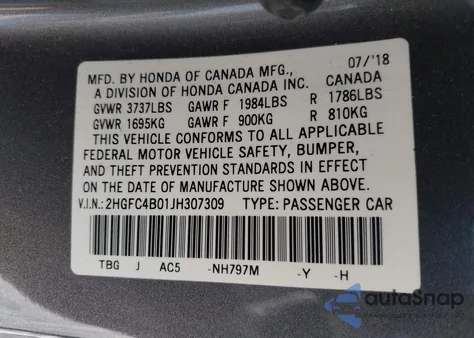 07/'18
MFD. BY HONDA OF CANADA MFG., CANADA
A DIVISION OF HONDA CANADA INC.
GVWR 3737LBS GAWR F 1984LBS R 1786LBS
GVWR 1695KG GAWR F 900KG R 810KG
THIS VEHICLE CONFORMS TO ALL APPLICABLE
FEDERAL MOTOR VEHICLE SAFETY, BUMPER,
AND THEFT PREVENTION STANDARDS IN EFFECT
ON THE DATE OF MANUFACTURE SHOWN ABOVE.
V.I.N.: 2HGFC4B01JH307309 TYPE: PASSENGER CAR
TBG J AC5 -NH797M -Y -H
autoSnap